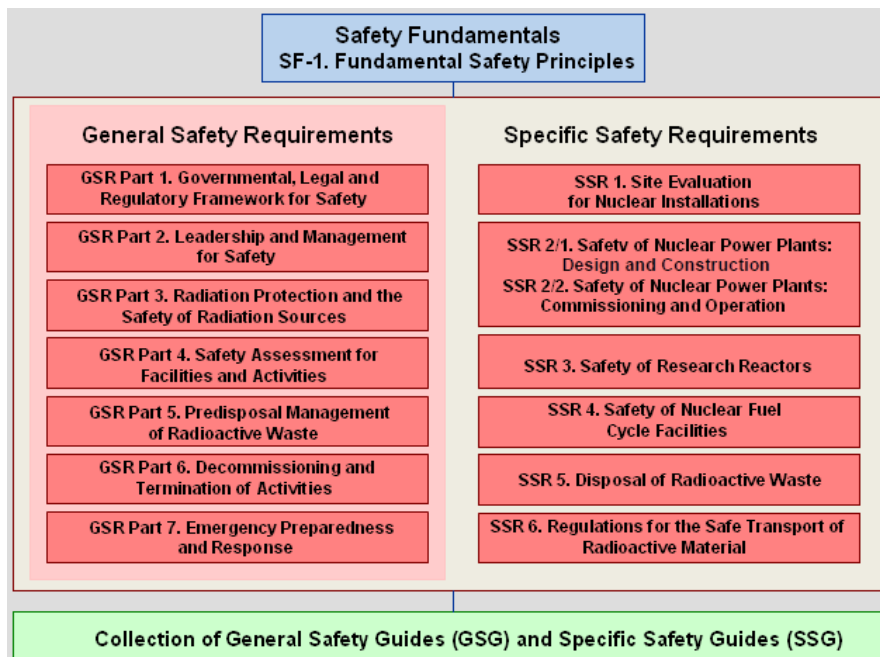 Safety Fundamentals
SF-1. Fundamental Safety Principles
General Safety Requirements
GSR Part 1. Governmental, Legal and
Regulatory Framework for Safety
GSR Part 2. Leadership and Management
for Safety
GSR Part 3. Radiation Protection and the
Safety of Radiation Sources
GSR Part 4. Safety Assessment for
Facilities and Activities
GSR Part 5. Predisposal Management
of Radioactive Waste
GSR Part 6. Decommissioning and
Termination of Activities
GSR Part 7. Emergency Preparedness
and Response
Specific Safety Requirements
SSR 1. Site Evaluation
for Nuclear Installations
SSR 2/1. Safety of Nuclear Power Plants:
Design and Construction
SSR 2/2. Safety of Nuclear Power Plants:
Commissioning and Operation
SSR 3. Safety of Research Reactors
SSR 4. Safety of Nuclear Fuel
Cycle Facilities
SSR 5. Disposal of Radioactive Waste
SSR 6. Regulations for the Safe Transport of
Radioactive Material
Collection of General Safety Guides (GSG) and Specific Safety Guides (SSG)